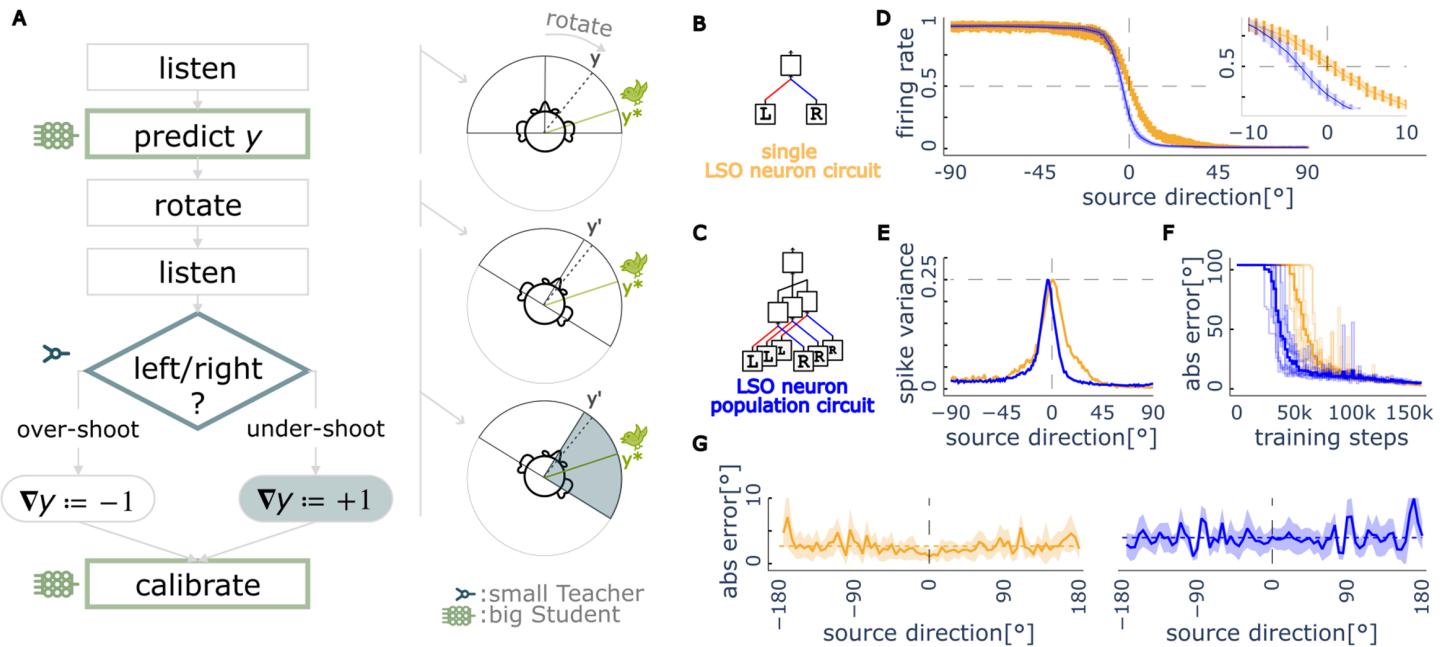 A
listen
predict y
rotate
listen
left/right
?
over-shoot
under-shoot
∇y := −1
∇y := +1
calibrate
rotate
y
y*
y'
y*
y'
y*
:small Teacher
:big Student
B
L
R
single
LSO neuron circuit
C
L
L
L
R
R
R
LSO neuron
population circuit
D
firing rate
1
0.5
0
-90
-45
0
45
90
source direction[°]
0.5
−10
0
10
E
spike variance
0.25
0
−90
−45
0
45
90
source direction[°]
F
abs error[°]
100
50
0
0
50k
100k
150k
training steps
G
abs error[°]
10
0
−180
−90
0
90
180
source direction[°]
−180
−90
0
90
180
source direction[°]